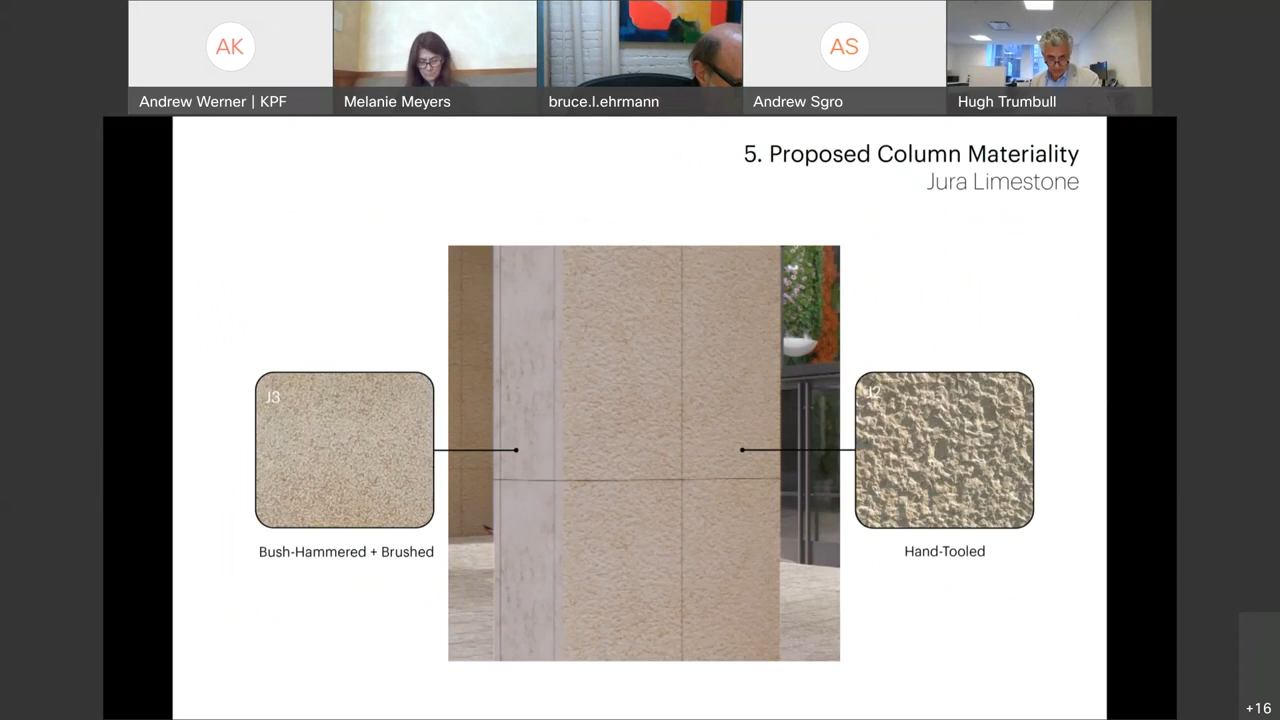 AK
AS
Andrew Werner | KPF
Melanie Meyers
bruce.l.ehrmann
Andrew Sgro
Hugh Trumbull
5. Proposed Column Materiality
Jura Limestone
J3
J2
Bush-Hammered + Brushed
Hand-Tooled
+16